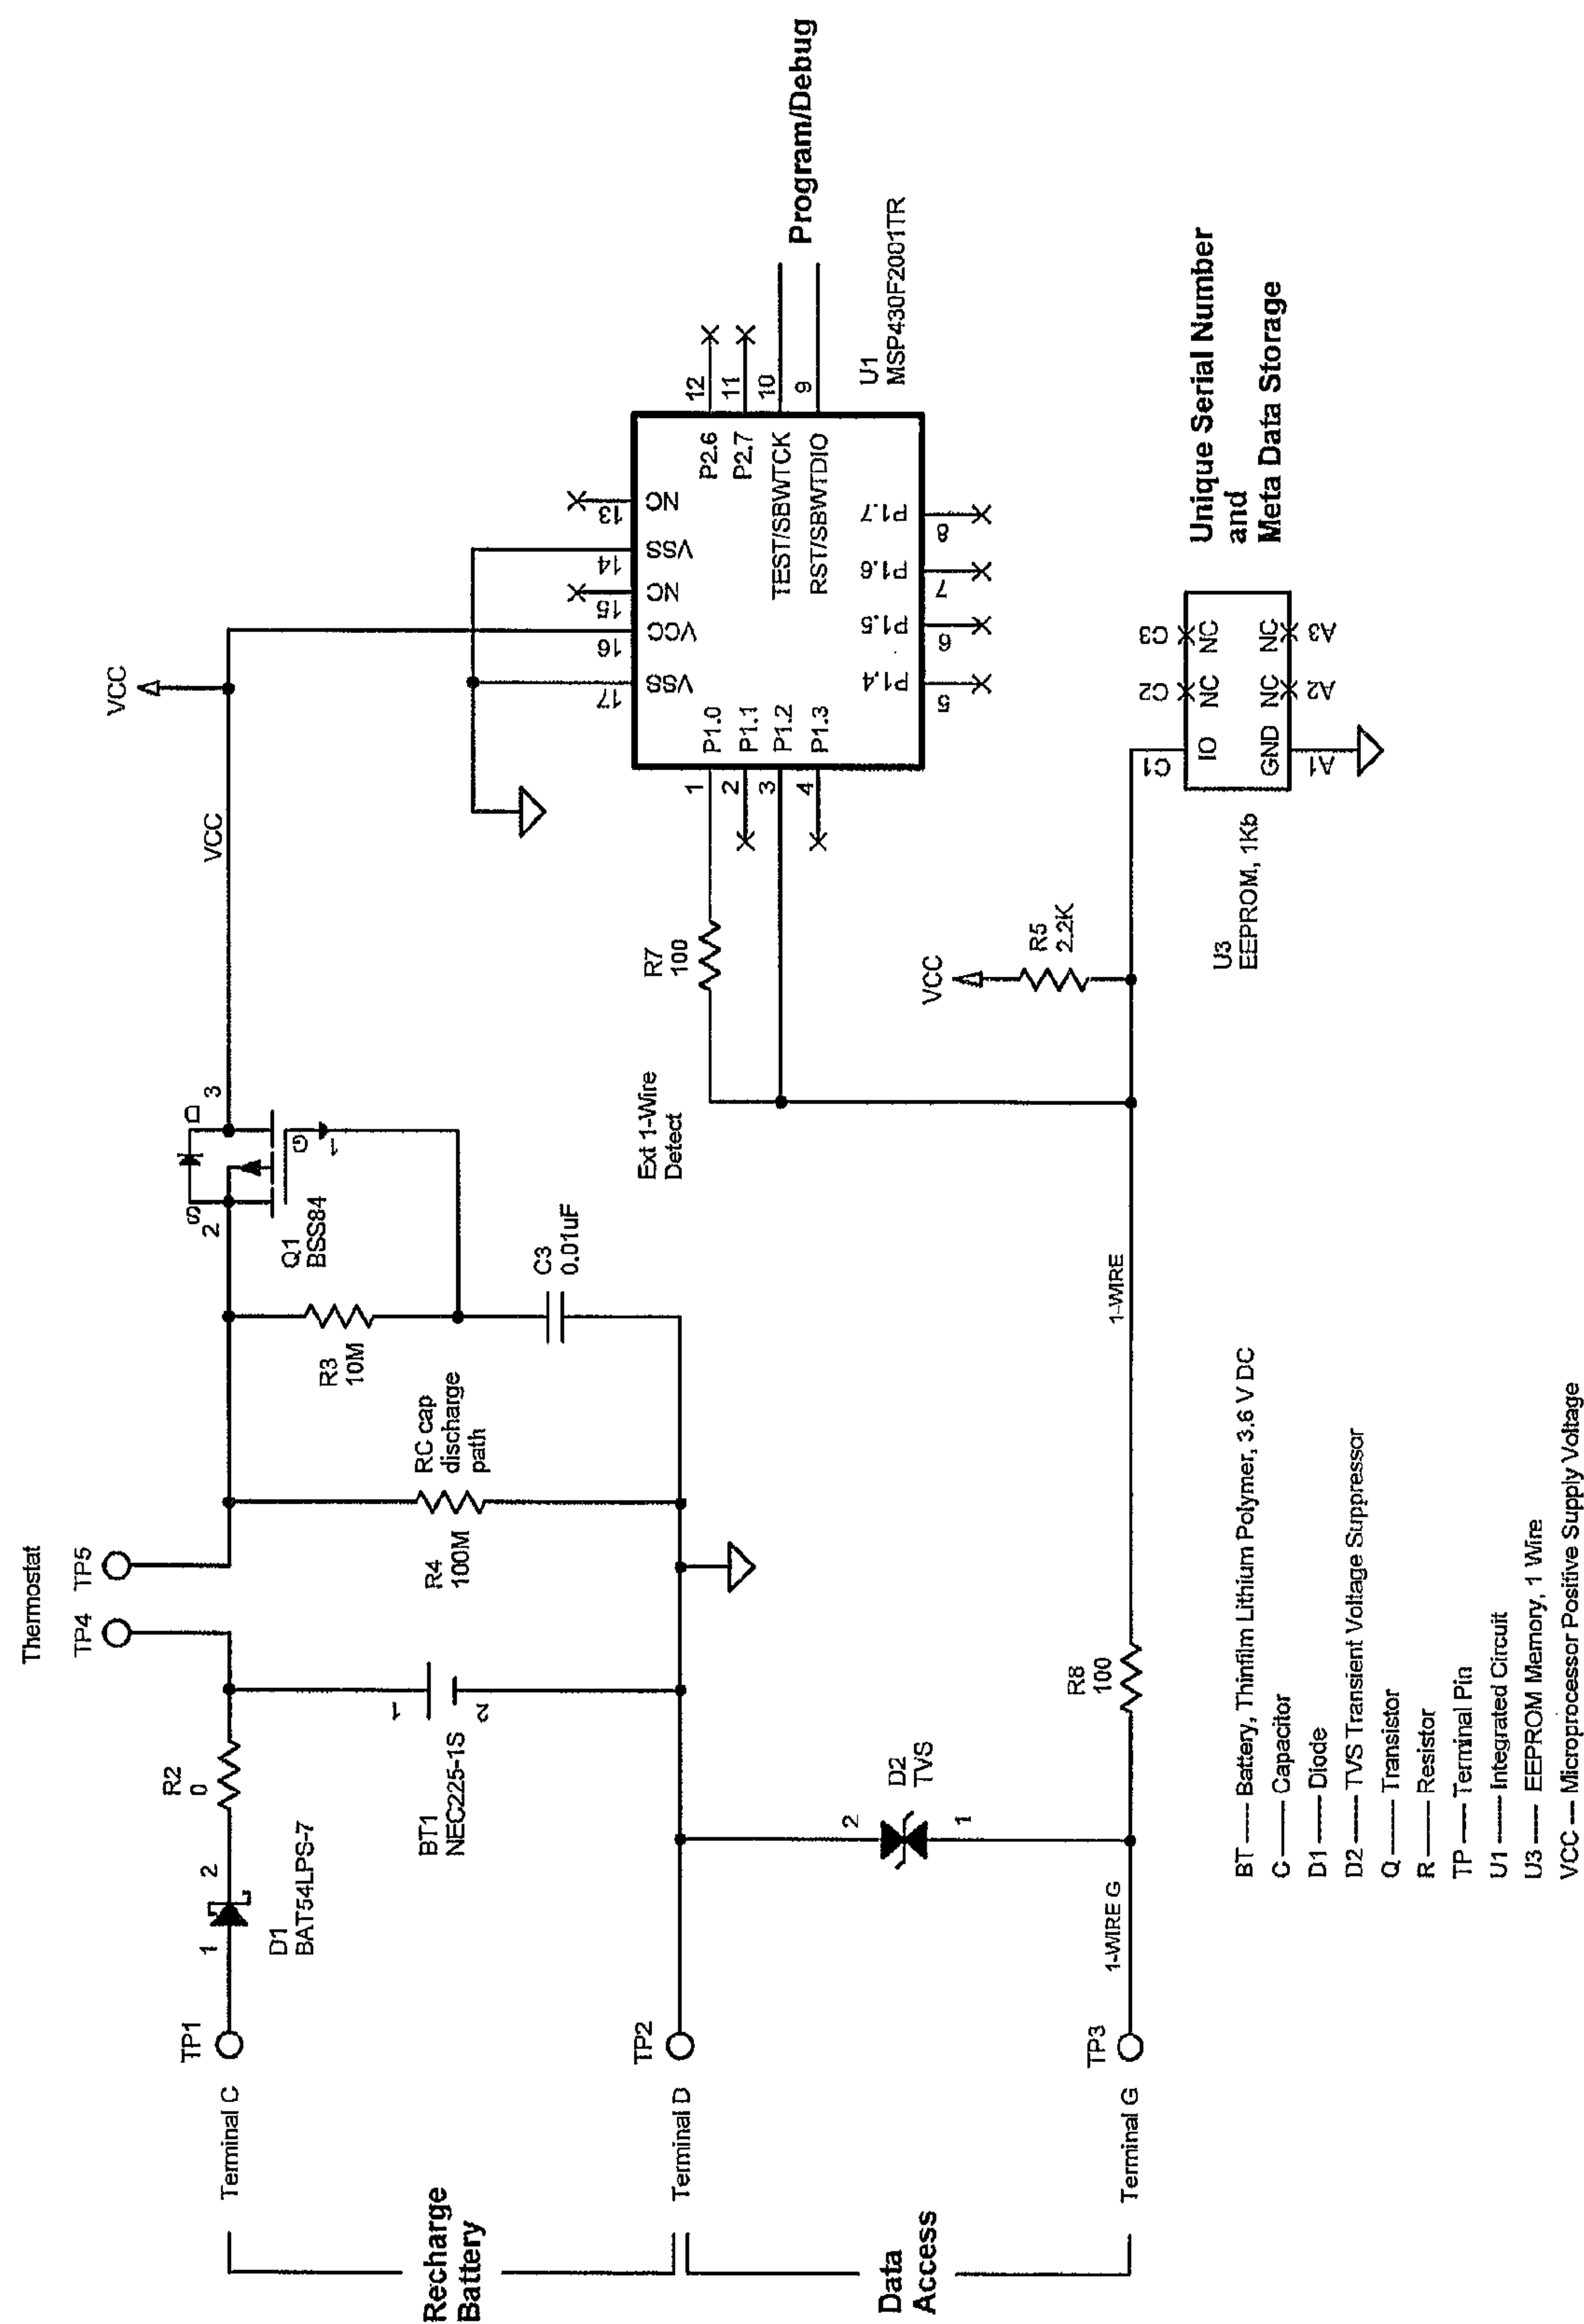 Thermostat
TP4
TP5
VCC
VCC
TP1
Terminal C
1
2
D1
BAT54LPS-7
R2
0
1
2
BT1
NEC225-1S
R4
100M
RC cap
discharge
path
R3
10M
C3
0.01uF
S
D
G
2
3
1
Q1
BSS84
Recharge
Battery
TP2
Terminal D
D2
TVS
2
1
Ext 1-Wire
Detect
R7
100
17
16
15
14
13
VSS
VCC
NC
VSS
NC
1
2
3
4
P1.0
P1.1
P1.2
P1.3
P2.6
P2.7
TEST/SBWTCK
RST/SBWTDIO
12
11
10
9
P1.4
P1.5
P1.6
P1.7
5
6
7
8
Program/Debug
U1
MSP430F2001TR
Data
Access
TP3
Terminal G
1-WIRE G
R8
100
1-WIRE
VCC
R5
2.2K
C1
C2
C3
IO
NC
NC
GND
NC
NC
A1
A2
A3
U3
EEPROM, 1Kb
Unique Serial Number
and
Meta Data Storage
BT — Battery, Thinfilm Lithium Polymer, 3.6 V DC
C — Capacitor
D1 — Diode
D2 — TVS Transient Voltage Suppressor
Q — Transistor
R — Resistor
TP — Terminal Pin
U1 — Integrated Circuit
U3 — EEPROM Memory, 1 Wire
VCC — Microprocessor Positive Supply Voltage